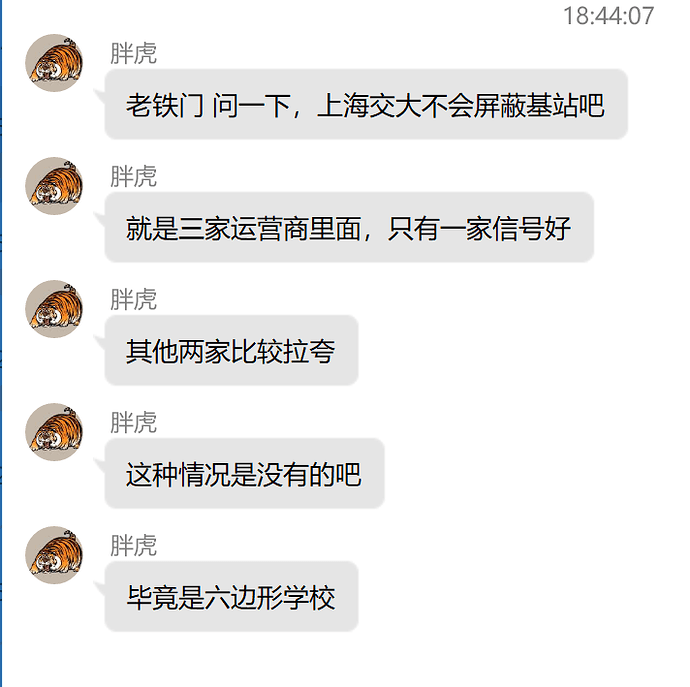 18:44:07
胖虎
老铁门 问一下，上海交大不会屏蔽基站吧
胖虎
就是三家运营商里面，只有一家信号好
胖虎
其他两家比较拉夸
胖虎
这种情况是没有的吧
胖虎
毕竟是六边形学校